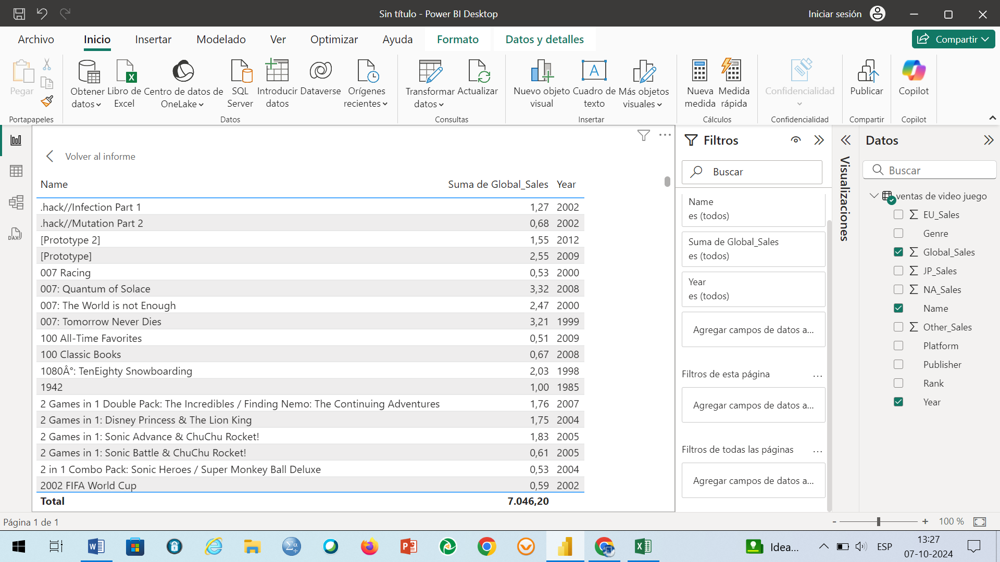 Sin título - Power BI Desktop
Iniciar sesión
Archivo
Inicio
Insertar
Modelado
Ver
Optimizar
Ayuda
Formato
Datos y detalles
Compartir
Pegar
Portapapeles
Obtener datos
Libro de Excel
Centro de datos de OneLake
SQL Server
Introducir datos
Dataverse
Orígenes recientes
Datos
Transformar datos
Actualizar
Consultas
Nuevo objeto visual
Cuadro de texto
Más objetos visuales
Insertar
Nueva medida
Medida rápida
Cálculos
Confidencialidad
Confidencialidad
Publicar
Compartir
Copilot
Copilot
Volver al informe
Name Suma de Global_Sales Year
.hack//Infection Part 1 1,27 2002
.hack//Mutation Part 2 0,68 2002
[Prototype 2] 1,55 2012
[Prototype] 2,55 2009
007 Racing 0,53 2000
007: Quantum of Solace 3,32 2008
007: The World is not Enough 2,47 2000
007: Tomorrow Never Dies 3,21 1999
100 All-Time Favorites 0,51 2009
100 Classic Books 0,67 2008
1080Â°: TenEighty Snowboarding 2,03 1998
1942 1,00 1985
2 Games in 1 Double Pack: The Incredibles / Finding Nemo: The Continuing Adventures 1,76 2007
2 Games in 1: Disney Princess & The Lion King 1,75 2004
2 Games in 1: Sonic Advance & ChuChu Rocket! 1,83 2005
2 Games in 1: Sonic Battle & ChuChu Rocket! 0,61 2005
2 in 1 Combo Pack: Sonic Heroes / Super Monkey Ball Deluxe 0,53 2004
2002 FIFA World Cup 0,59 2002
Total 7.046,20
Filtros
Buscar
Name
es (todos)
Suma de Global_Sales
es (todos)
Year
es (todos)
Agregar campos de datos a...
Filtros de esta página ...
Agregar campos de datos a...
Filtros de todas las páginas ...
Agregar campos de datos a...
Visualizaciones
Datos
Buscar
ventas de video juego
EU_Sales
Genre
Global_Sales
JP_Sales
NA_Sales
Name
Other_Sales
Platform
Publisher
Rank
Year
DAX
Página 1 de 1
- + 100 %
Idea...
ESP
13:27
07-10-2024